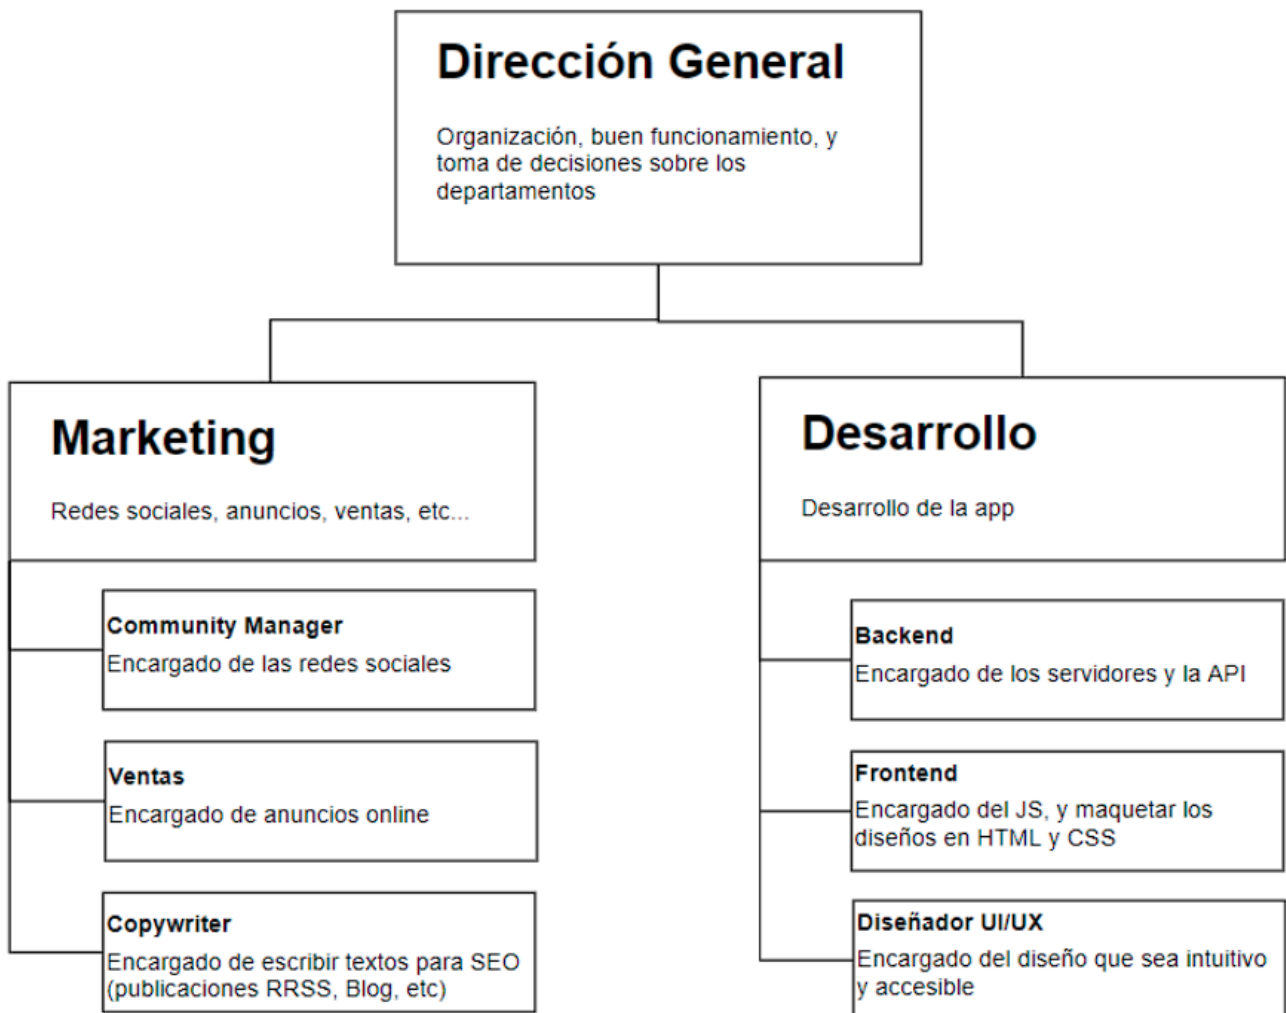 Dirección General
Organización, buen funcionamiento, y
toma de decisiones sobre los
departamentos
Marketing
Redes sociales, anuncios, ventas, etc...
Community Manager
Encargado de las redes sociales
Ventas
Encargado de anuncios online
Copywriter
Encargado de escribir textos para SEO
(publicaciones RRSS, Blog, etc)
Desarrollo
Desarrollo de la app
Backend
Encargado de los servidores y la API
Frontend
Encargado del JS, y maquetar los
diseños en HTML y CSS
Diseñador UI/UX
Encargado del diseño que sea intuitivo
y accesible